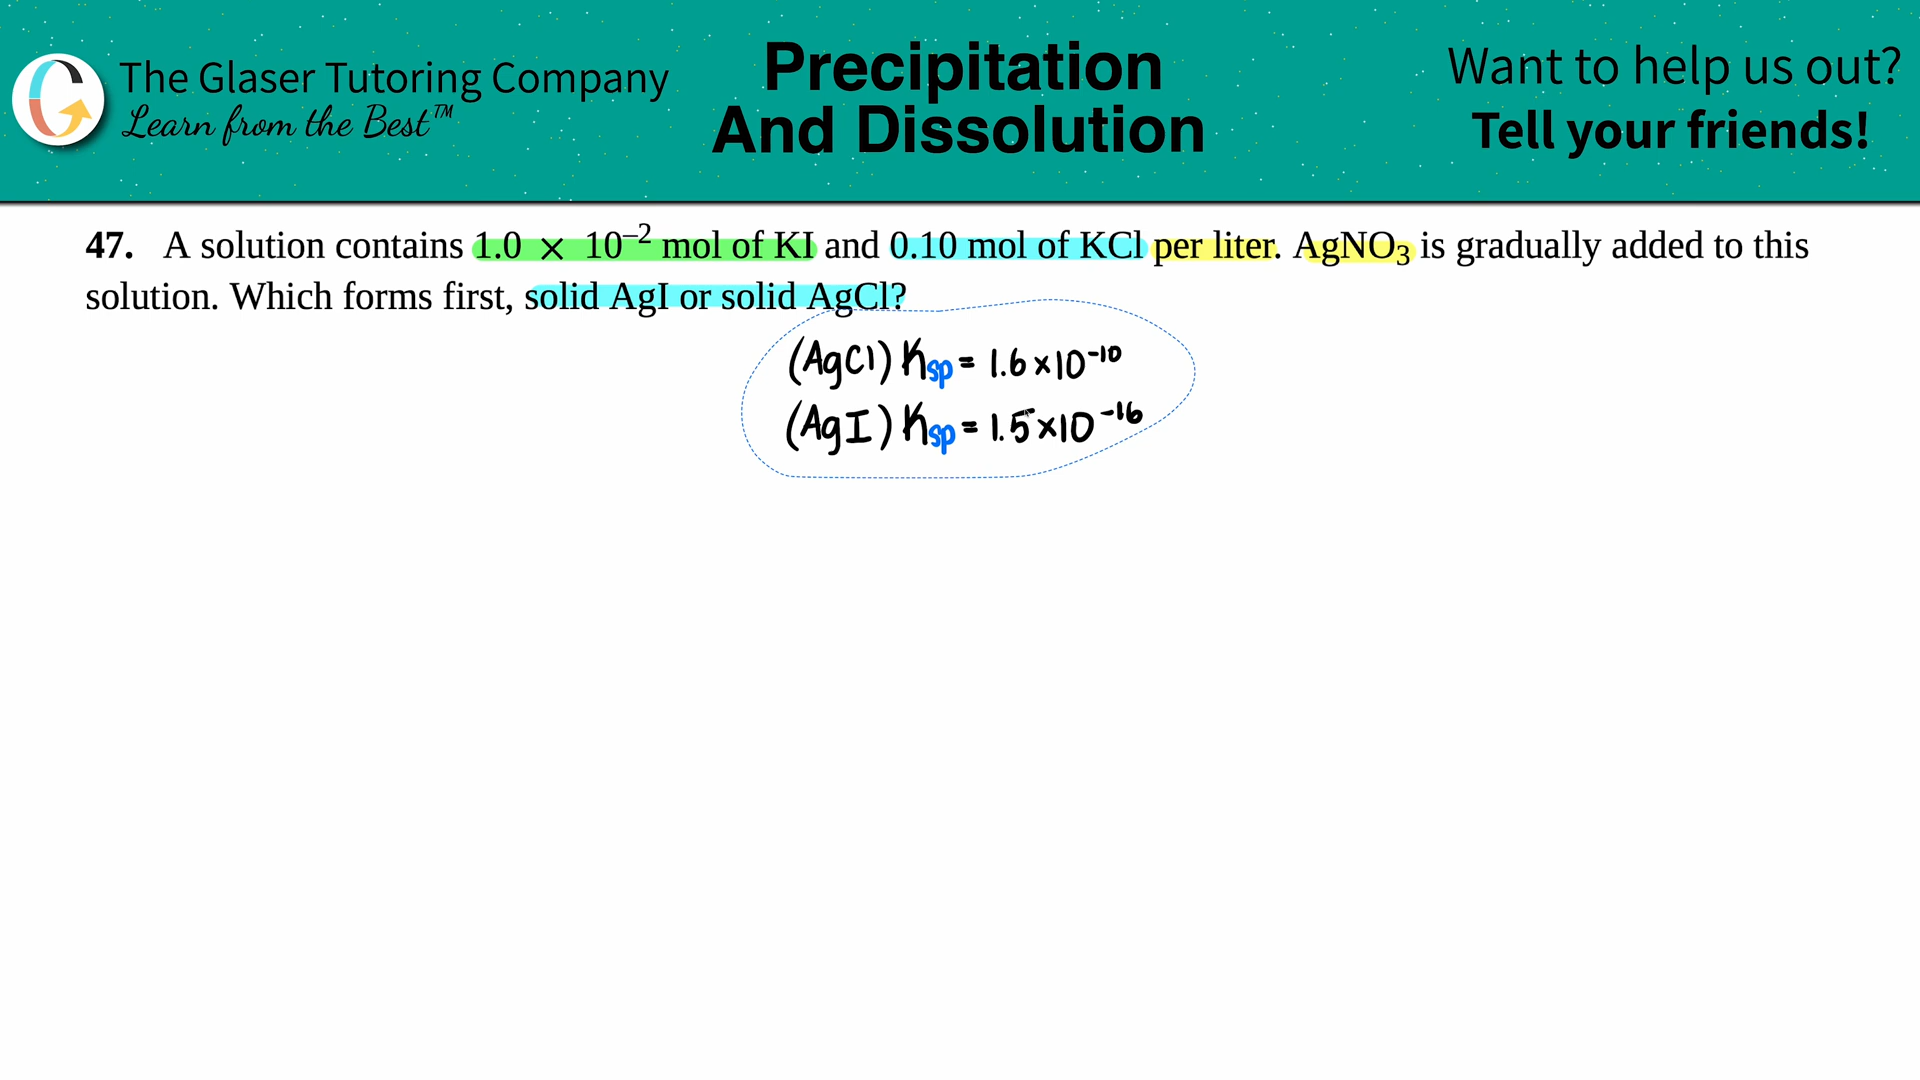 The Glaser Tutoring Company
Learn from the Best™
Precipitation
And Dissolution
Want to help us out?
Tell your friends!
47. A solution contains 1.0 × 10⁻² mol of KI and 0.10 mol of KCl per liter. AgNO₃ is gradually added to this
solution. Which forms first, solid AgI or solid AgCl?
(AgCl) Ksp = 1.6 × 10⁻¹⁰
(AgI) Ksp = 1.5 × 10⁻¹⁶